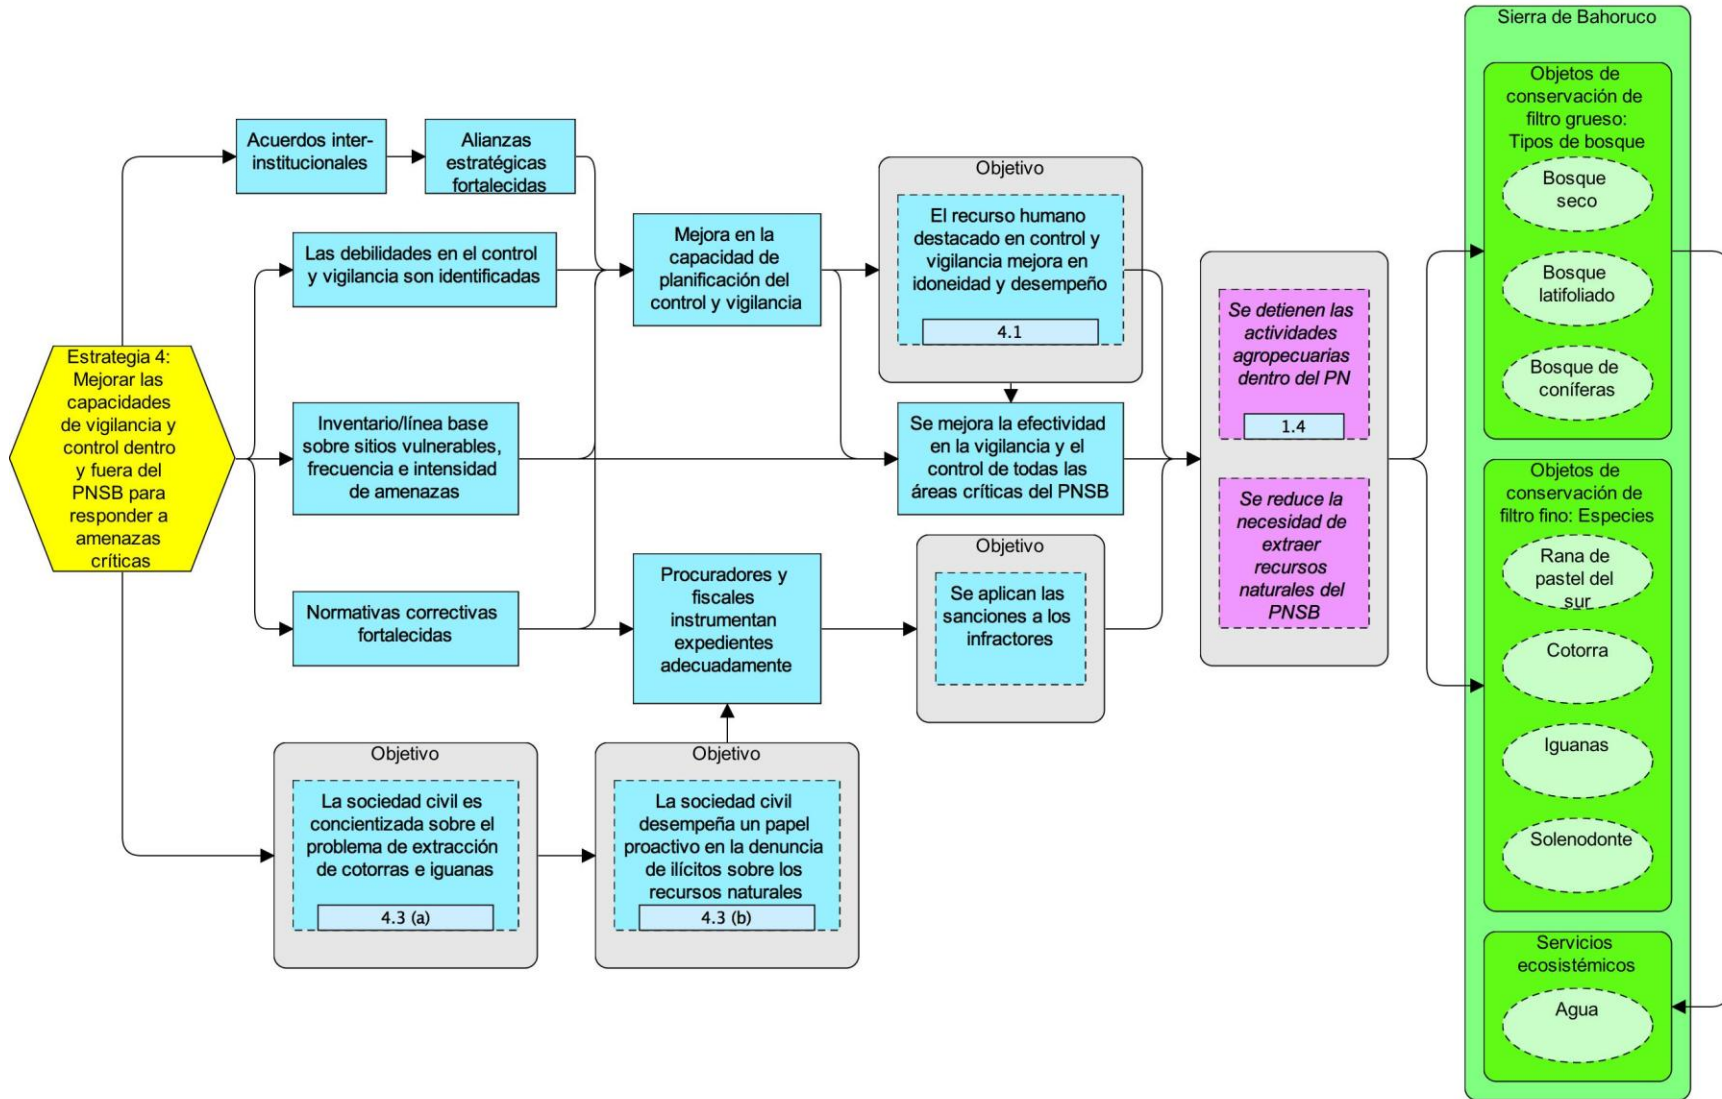 Sierra de Bahoruco
Objetos de
conservación de
filtro grueso:
Tipos de bosque
Bosque
seco
Bosque
latifoliado
Bosque de
coníferas
Acuerdos inter-
institucionales
Alianzas
estratégicas
fortalecidas
Objetivo
El recurso humano
destacado en control y
vigilancia mejora en
idoneidad y desempeño
4.1
Las debilidades en el control
y vigilancia son identificadas
Mejora en la
capacidad de
planificación del
control y vigilancia
Se detienen las
actividades
agropecuarias
dentro del PN
1.4
Estrategia 4:
Mejorar las
capacidades
de vigilancia y
control dentro
y fuera del
PNSB para
responder a
amenazas
críticas
Inventario/línea base
sobre sitios vulnerables,
frecuencia e intensidad
de amenazas
Se mejora la efectividad
en la vigilancia y el
control de todas las
áreas críticas del PNSB
Se reduce la
necesidad de
extraer
recursos
naturales del
PNSB
Objetos de
conservación de
filtro fino: Especies
Rana de
pastel del
sur
Cotorra
Iguanas
Solenodonte
Normativas correctivas
fortalecidas
Procuradores y
fiscales
instrumentan
expedientes
adecuadamente
Objetivo
Se aplican las
sanciones a los
infractores
Objetivo
La sociedad civil es
concientizada sobre el
problema de extracción
de cotorras e iguanas
4.3 (a)
Objetivo
La sociedad civil
desempeña un papel
proactivo en la denuncia
de ilícitos sobre los
recursos naturales
4.3 (b)
Servicios
ecosistémicos
Agua